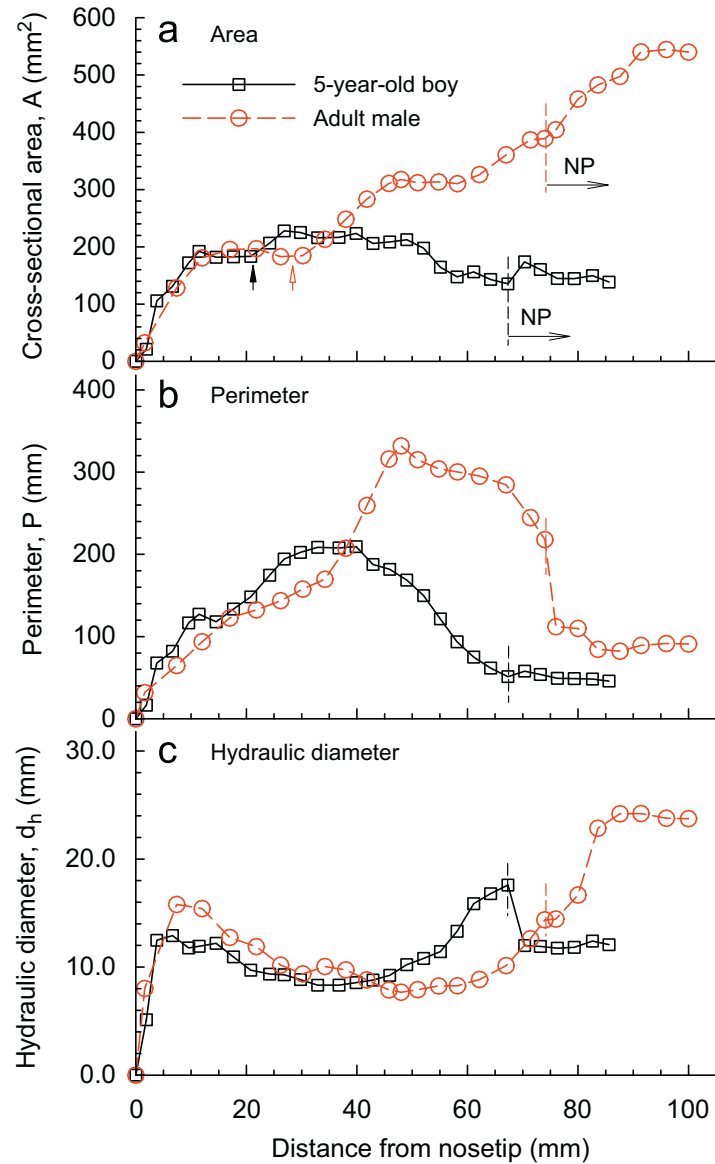 a Area
5-year-old boy
Adult male
NP
NP
Cross-sectional area, A (mm²)
600
500
400
300
200
100
0
b Perimeter
Perimeter, P (mm)
400
300
200
100
0
c Hydraulic diameter
Hydraulic diameter, dₕ (mm)
30.0
20.0
10.0
0.0
0 20 40 60 80 100
Distance from nosetip (mm)